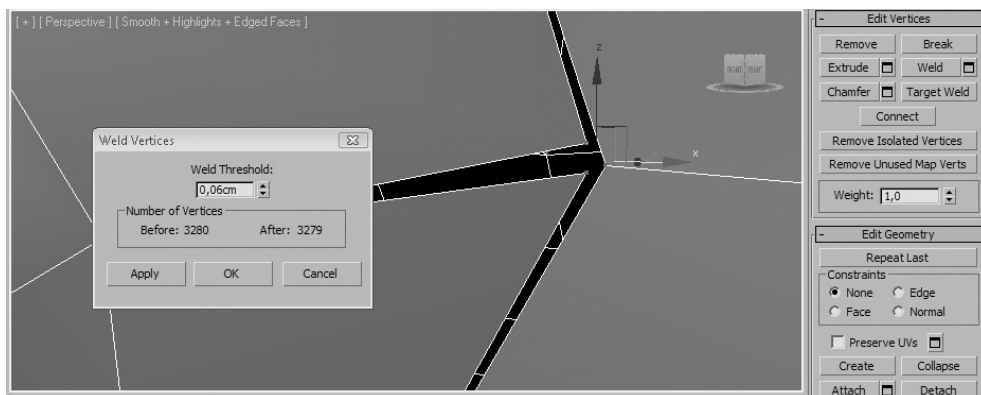 [ + ] [ Perspective ] [ Smooth + Highlights + Edged Faces ]
z
x
Weld Vertices
Weld Threshold:
0,06cm
Number of Vertices
Before: 3280 After: 3279
Apply OK Cancel
- Edit Vertices
Remove Break
Extrude Weld
Chamfer Target Weld
Connect
Remove Isolated Vertices
Remove Unused Map Verts
Weight: 1,0
- Edit Geometry
Repeat Last
Constraints
None Edge
Face Normal
Preserve UVs
Create Collapse
Attach Detach